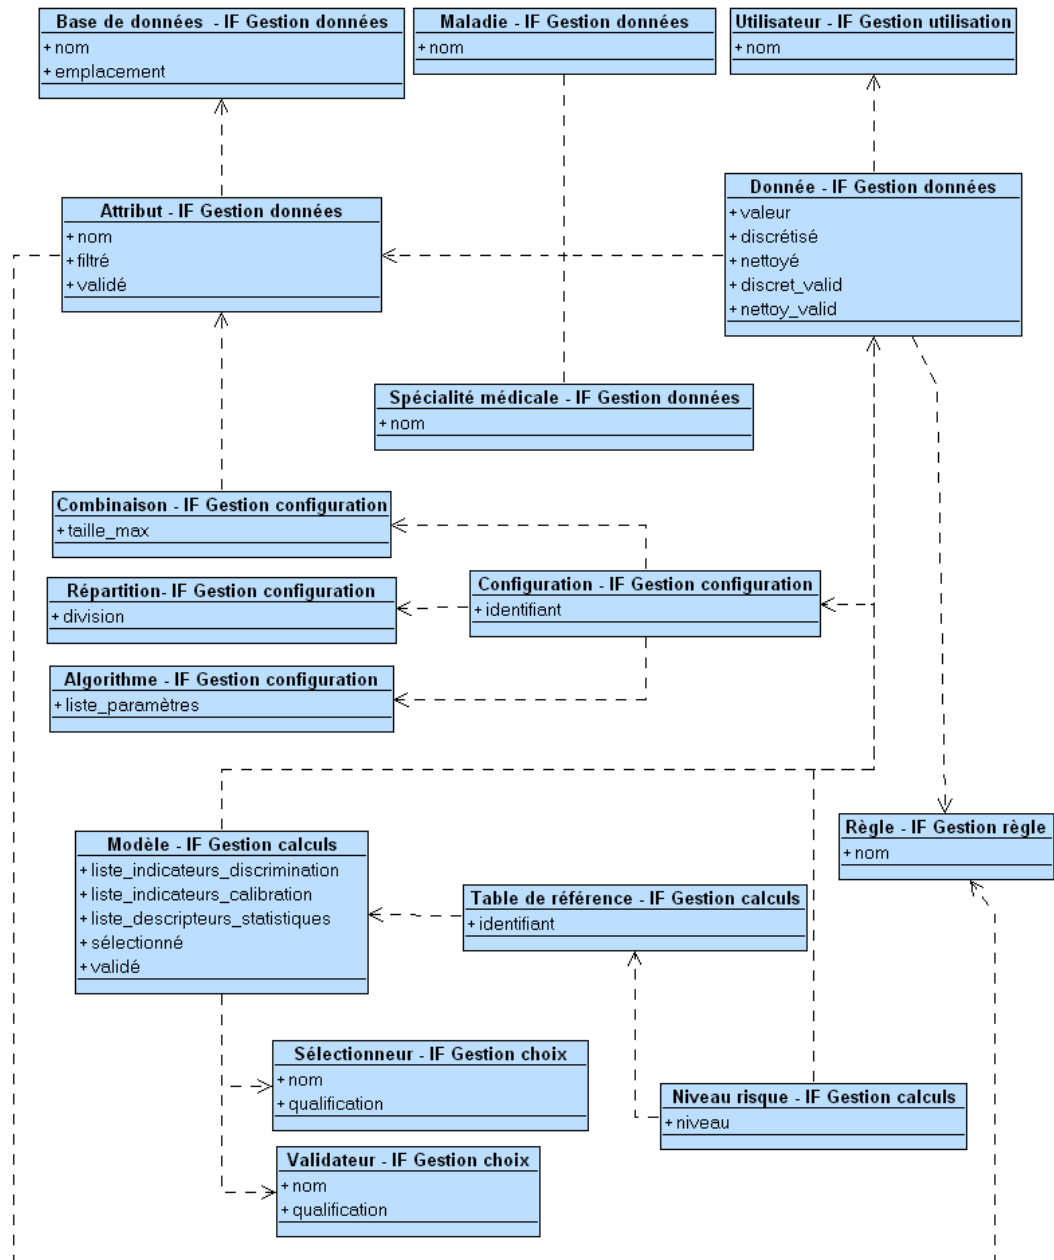 Base de données - IF Gestion données
+ nom
+ emplacement
Maladie - IF Gestion données
+ nom
Utilisateur - IF Gestion utilisation
+ nom
Attribut - IF Gestion données
+ nom
+ filtré
+ validé
Donnée - IF Gestion données
+ valeur
+ discrétisé
+ nettoyé
+ discret_valid
+ nettoy_valid
Spécialité médicale - IF Gestion données
+ nom
Combinaison - IF Gestion configuration
+ taille_max
Répartition- IF Gestion configuration
+ division
Configuration - IF Gestion configuration
+ identifiant
Algorithme - IF Gestion configuration
+ liste_paramètres
Modèle - IF Gestion calculs
+ liste_indicateurs_discrimination
+ liste_indicateurs_calibration
+ liste_descripteurs_statistiques
+ sélectionné
+ validé
Règle - IF Gestion règle
+ nom
Table de référence - IF Gestion calculs
+ identifiant
Sélectionneur - IF Gestion choix
+ nom
+ qualification
Niveau risque - IF Gestion calculs
+ niveau
Validateur - IF Gestion choix
+ nom
+ qualification